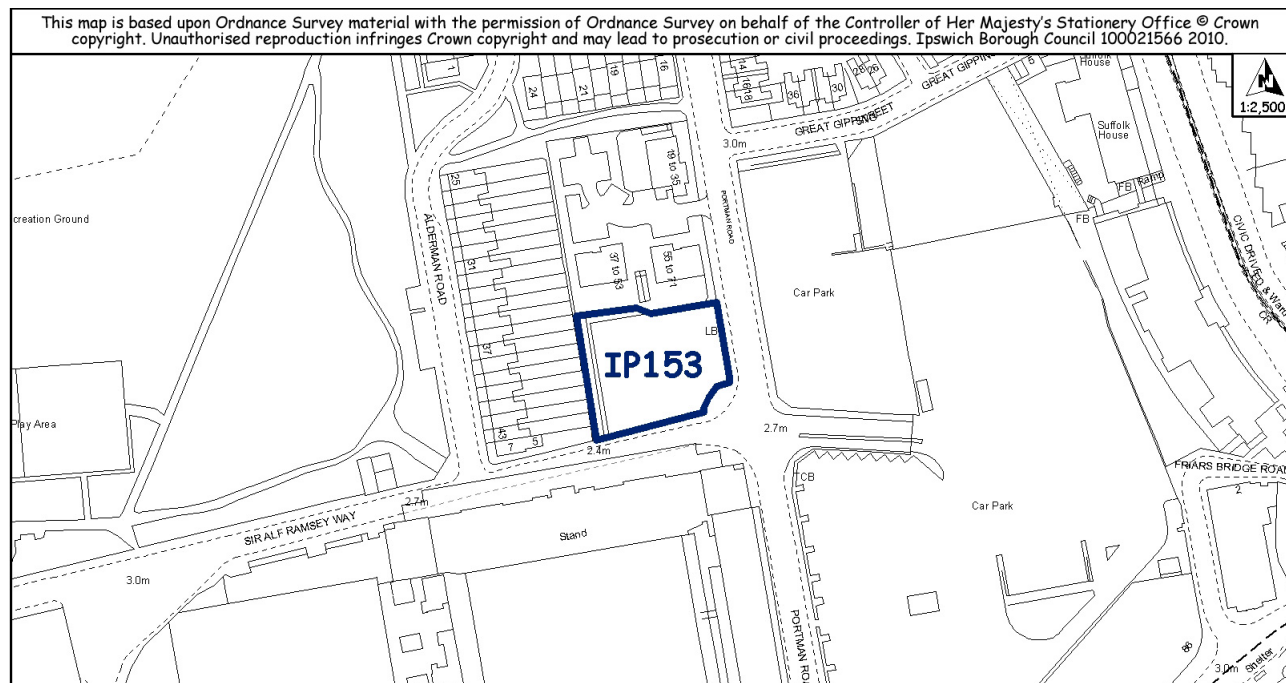 This map is based upon Ordnance Survey material with the permission of Ordnance Survey on behalf of the Controller of Her Majesty's Stationery Office © Crown
copyright. Unauthorised reproduction infringes Crown copyright and may lead to prosecution or civil proceedings. Ipswich Borough Council 100021566 2010.
N
1:2,500
24
21
19
16
14
16
18
36
30
28
26
GREAT GIPPING
STREET
3.0m
Suffolk
House
FB
Ramp
FB
CIVIC DRIVE
25
19 to 35
PORTMAN ROAD
creation Ground
ALDERMAN ROAD
31
37 to 53
55 to 71
Car Park
LB
37
IP153
Play Area
43
7
5
2.4m
2.7m
TCB
FRIARS BRIDGE ROAD
2
2.7m
SIR ALF RAMSEY WAY
Stand
Car Park
3.0m
PORTMAN ROAD
86
3.0m
Shelter